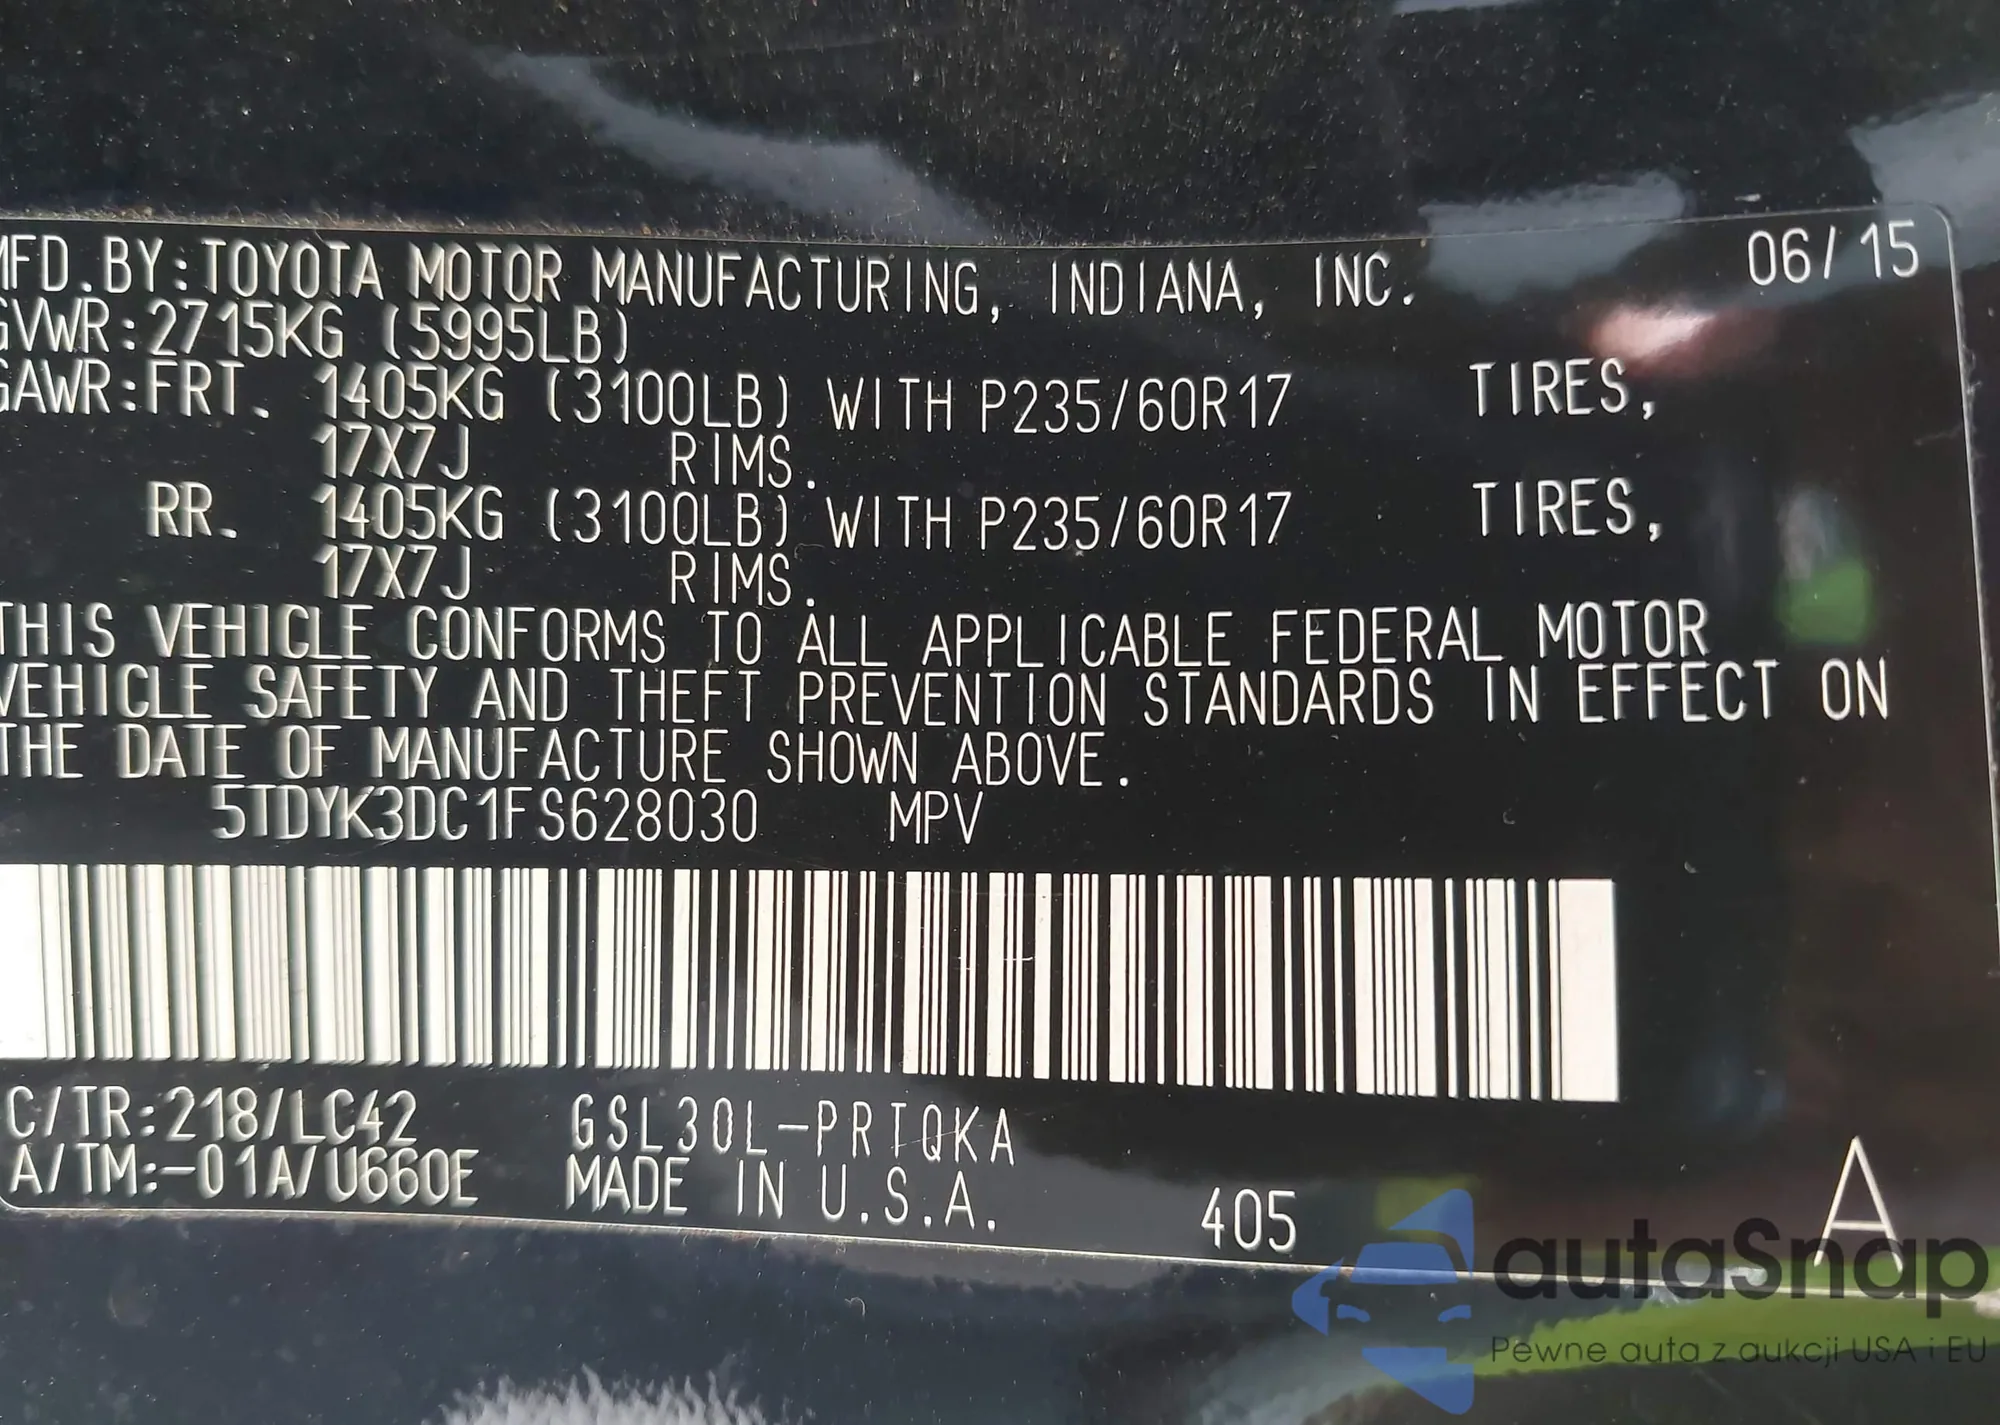 MFD.BY:TOYOTA MOTOR MANUFACTURING, INDIANA, INC. 06/15
GVWR:2715KG (5995LB)
GAWR:FRT. 1405KG (3100LB) WITH P235/60R17 TIRES,
17X7J RIMS.
RR. 1405KG (3100LB) WITH P235/60R17 TIRES,
17X7J RIMS.
THIS VEHICLE CONFORMS TO ALL APPLICABLE FEDERAL MOTOR
VEHICLE SAFETY AND THEFT PREVENTION STANDARDS IN EFFECT ON
THE DATE OF MANUFACTURE SHOWN ABOVE.
5TDYK3DC1FS628030 MPV
C/TR:218/LC42 GSL30L-PRTQKA
A/TM:-01A/U660E MADE IN U.S.A. 405 A
autaSnap
Pewne auta z aukcji USA i EU